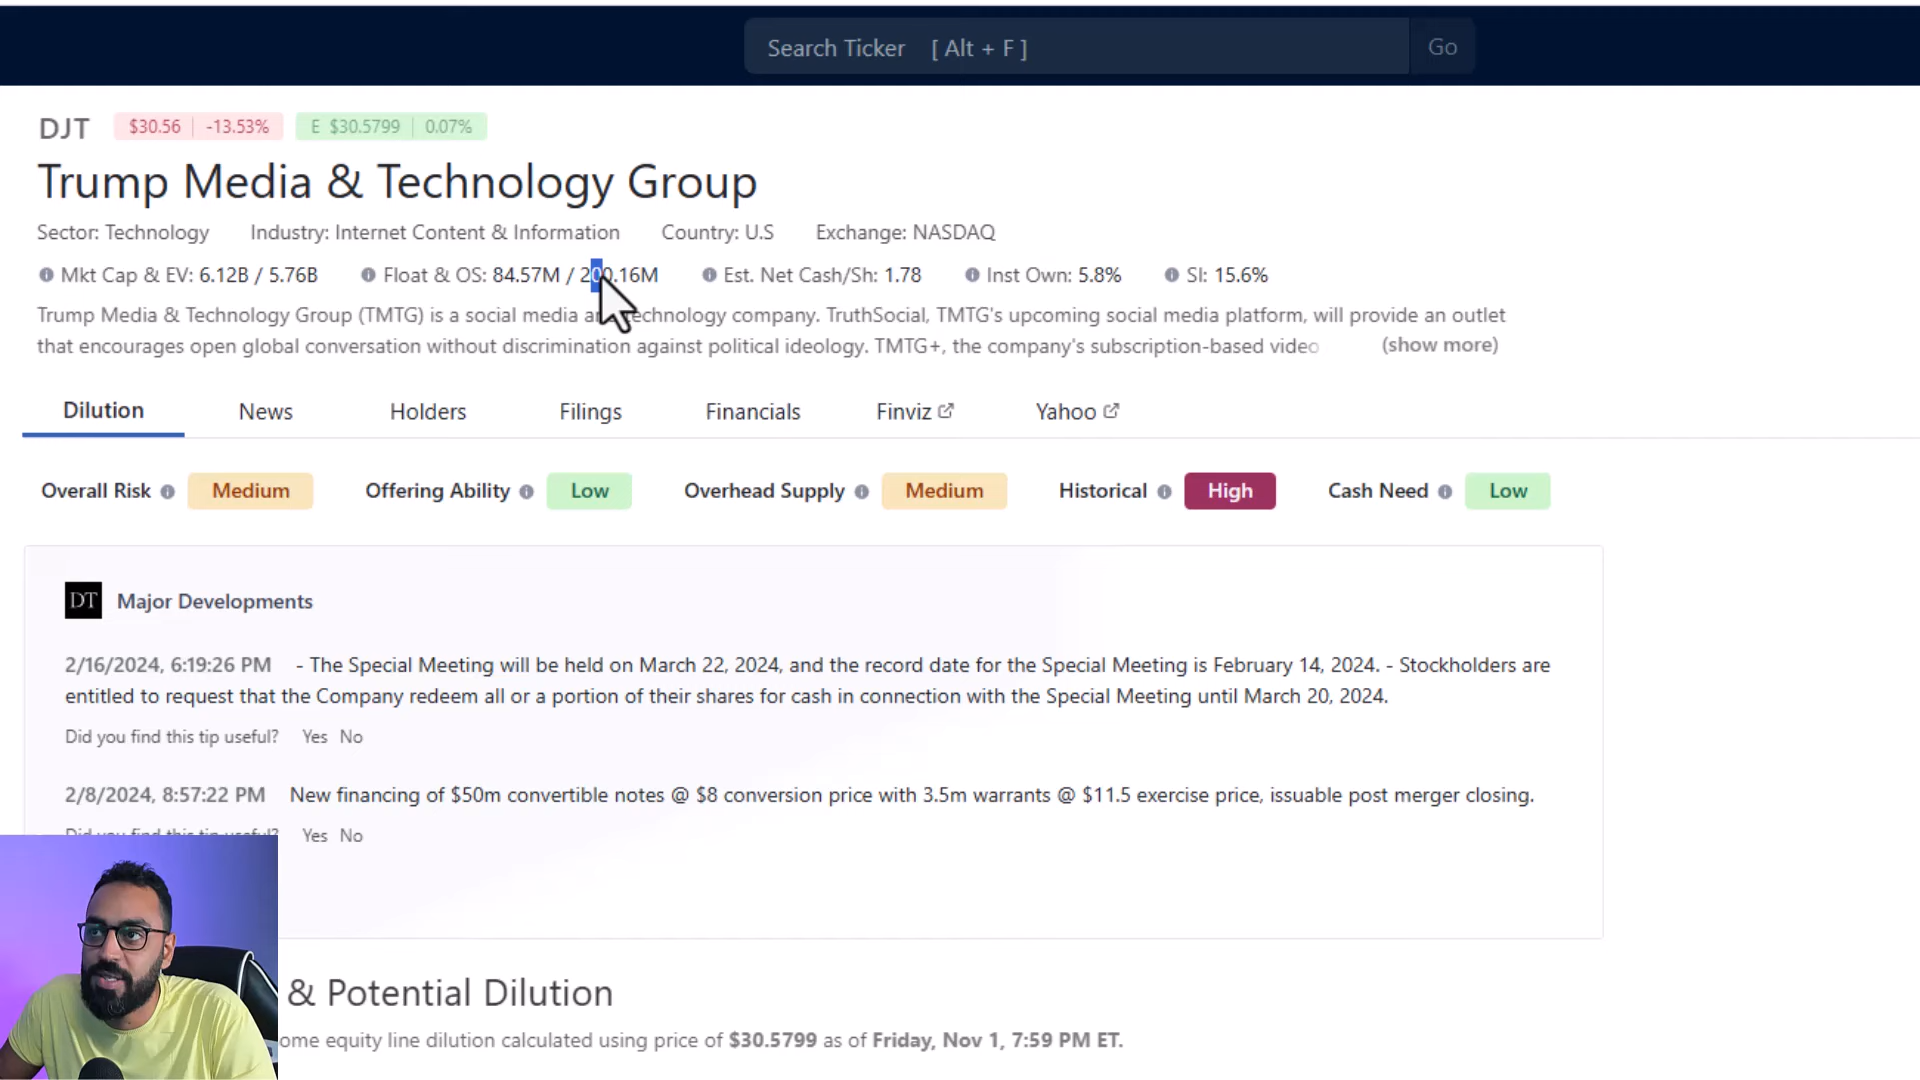 Search Ticker [ Alt + F ] Go
DJT $30.56 -13.53% E $30.5799 0.07%
Trump Media & Technology Group
Sector: Technology Industry: Internet Content & Information Country: U.S Exchange: NASDAQ
Mkt Cap & EV: 6.12B / 5.76B Float & OS: 84.57M / 200.16M Est. Net Cash/Sh: 1.78 Inst Own: 5.8% SI: 15.6%
Trump Media & Technology Group (TMTG) is a social media and technology company. TruthSocial, TMTG's upcoming social media platform, will provide an outlet
that encourages open global conversation without discrimination against political ideology. TMTG+, the company's subscription-based video (show more)
Dilution News Holders Filings Financials Finviz Yahoo
Overall Risk Medium Offering Ability Low Overhead Supply Medium Historical High Cash Need Low
DT Major Developments
2/16/2024, 6:19:26 PM - The Special Meeting will be held on March 22, 2024, and the record date for the Special Meeting is February 14, 2024. - Stockholders are
entitled to request that the Company redeem all or a portion of their shares for cash in connection with the Special Meeting until March 20, 2024.
Did you find this tip useful? Yes No
2/8/2024, 8:57:22 PM New financing of $50m convertible notes @ $8 conversion price with 3.5m warrants @ $11.5 exercise price, issuable post merger closing.
Did you find this tip useful? Yes No
& Potential Dilution
ome equity line dilution calculated using price of $30.5799 as of Friday, Nov 1, 7:59 PM ET.